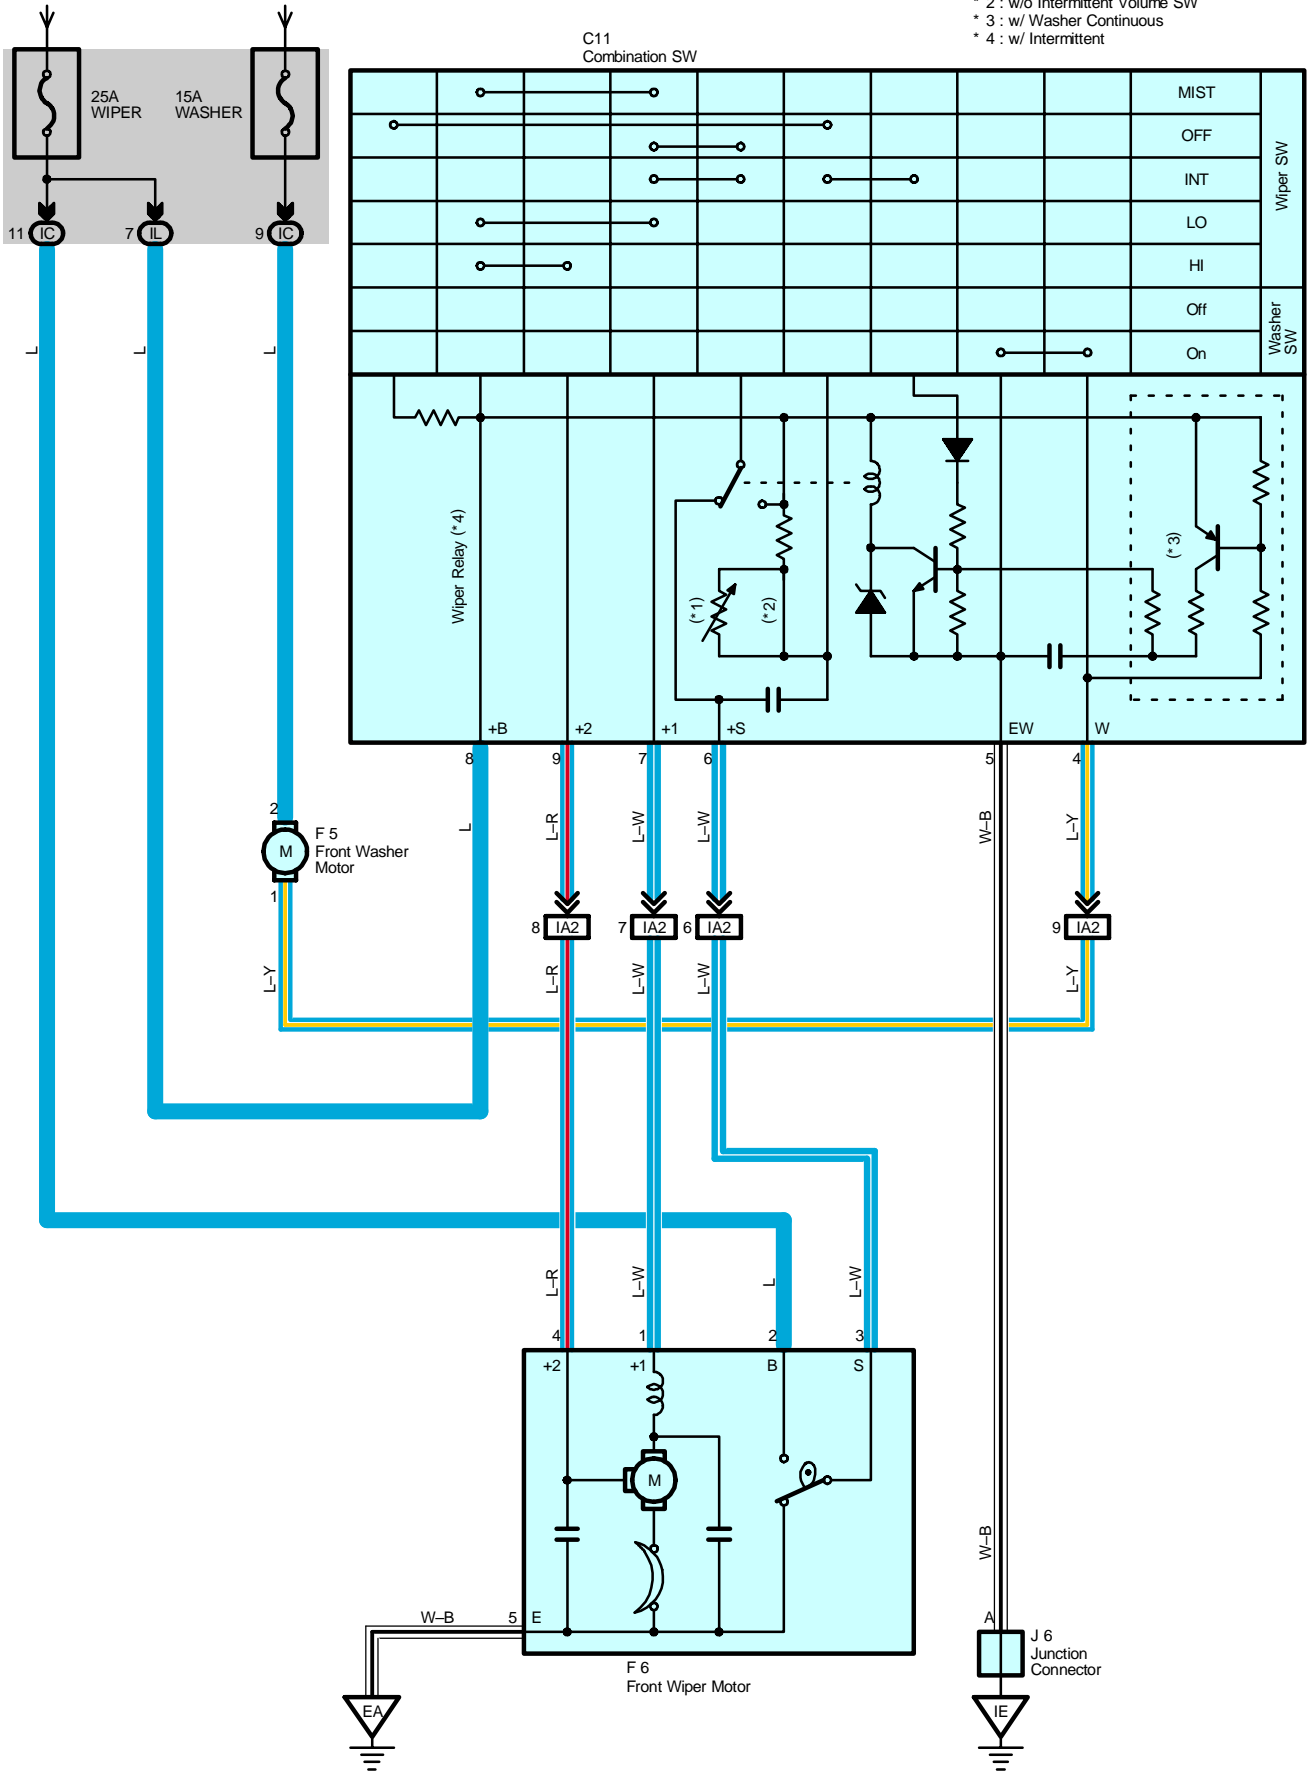 * 2 : w/o Intermittent Volume SW
* 3 : w/ Washer Continuous
* 4 : w/ Intermittent
C11
Combination SW
25A
WIPER
15A
WASHER
MIST
OFF
INT
LO
HI
Wiper SW
Off
On
Washer
SW
11 IC
7 IL
9 IC
L
L
L
Wiper Relay (* 4)
(* 1)
(* 2)
(* 3)
+B
+2
+1
+S
EW
W
8
9
7
6
5
4
L
L–R
L–W
L–W
W–B
L–Y
2
M
F 5
Front Washer
Motor
1
8 IA2
7 IA2
6 IA2
9 IA2
L–Y
L–R
L–W
L–W
L–Y
L–R
L–W
L
L–W
4
1
2
3
+2
+1
B
S
M
W–B
5
E
F 6
Front Wiper Motor
W–B
A
J 6
Junction
Connector
EA
IE